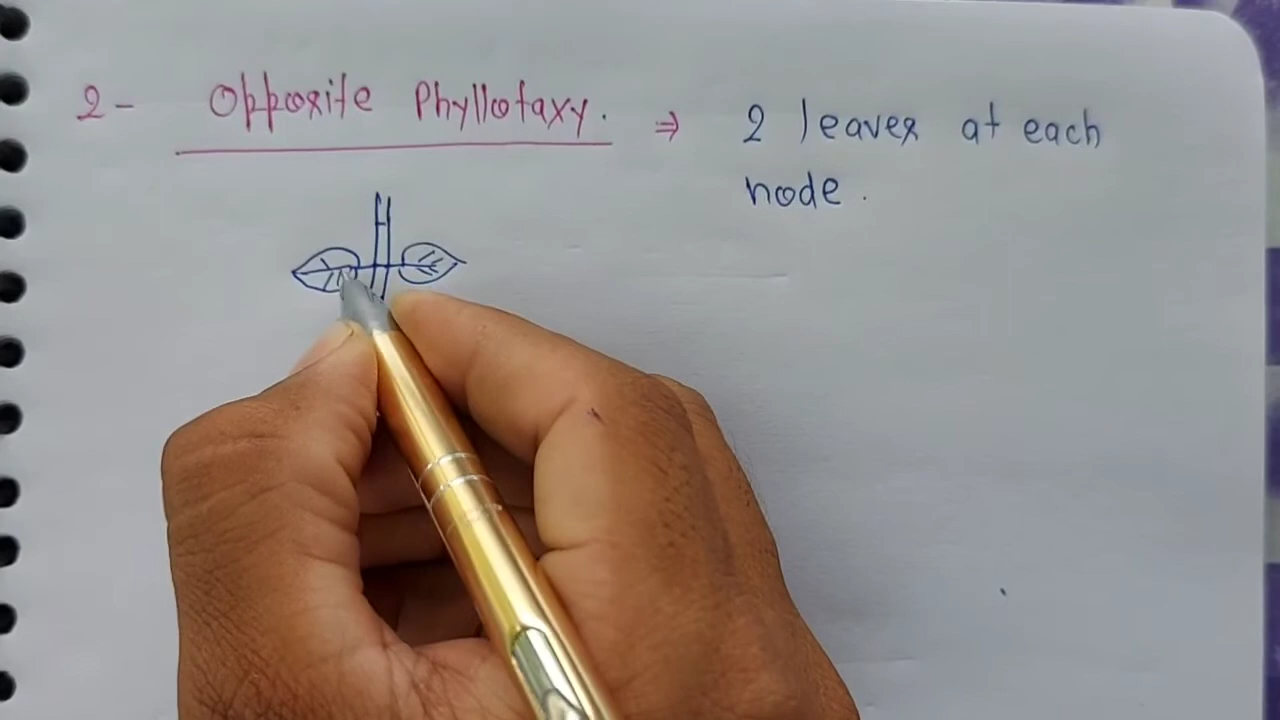 2- Opposite Phyllotaxy. ⇒ 2 leaves at each
node.